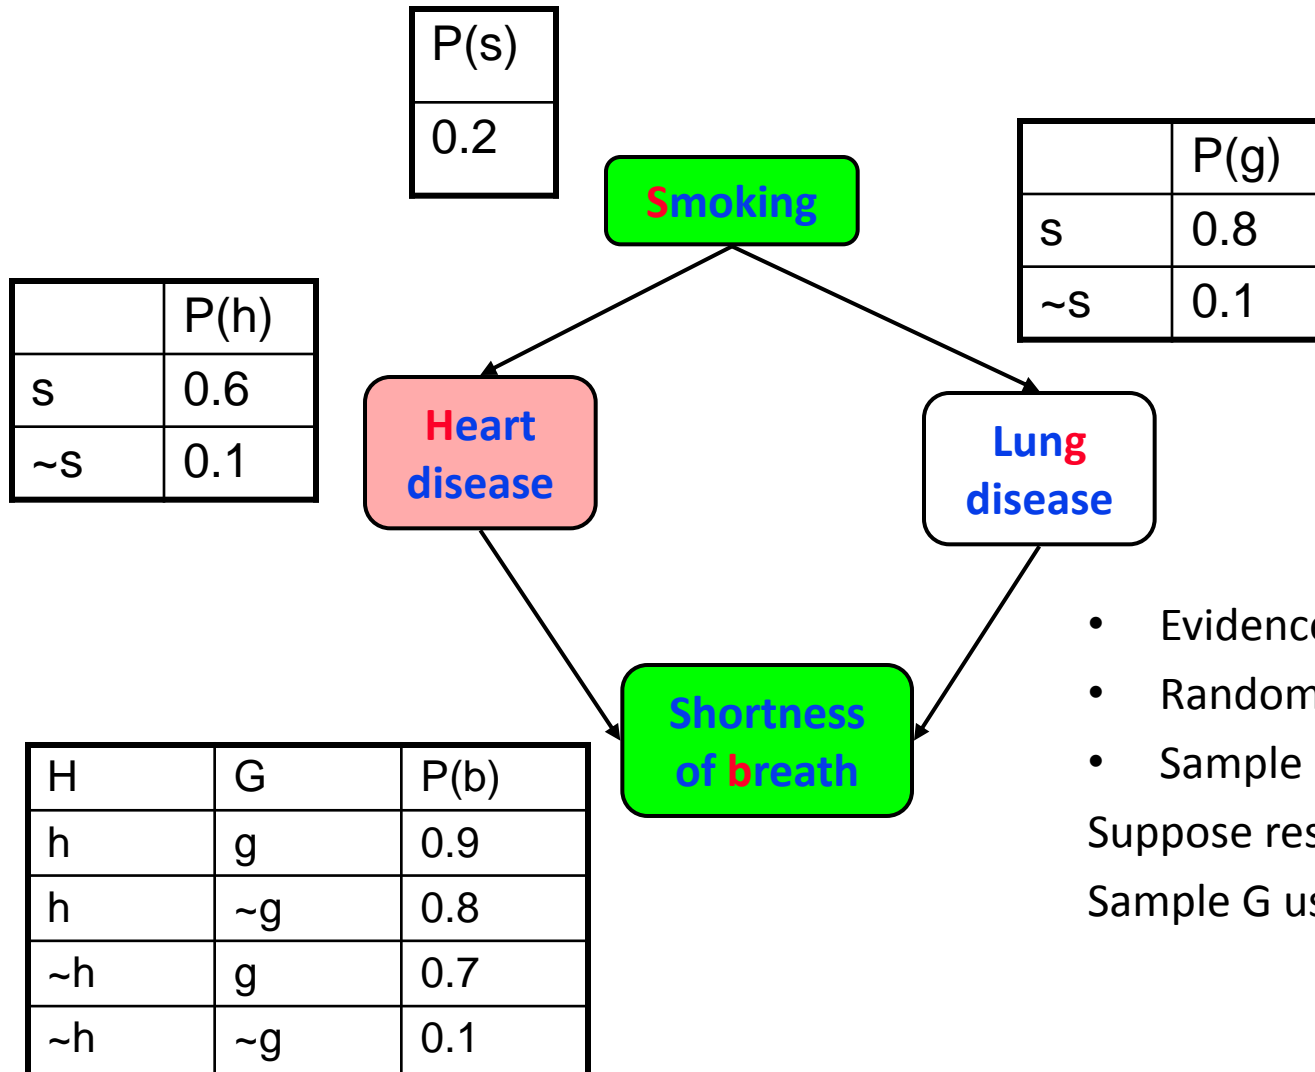 P(s)
0.2
Smoking
P(g)
s 0.8
~s 0.1
P(h)
s 0.6
~s 0.1
Heart
disease
Lung
disease
Shortness
of breath
H G P(b)
h g 0.9
h ~g 0.8
~h g 0.7
~h ~g 0.1
• Evidence
• Random
• Sample
Suppose res
Sample G us